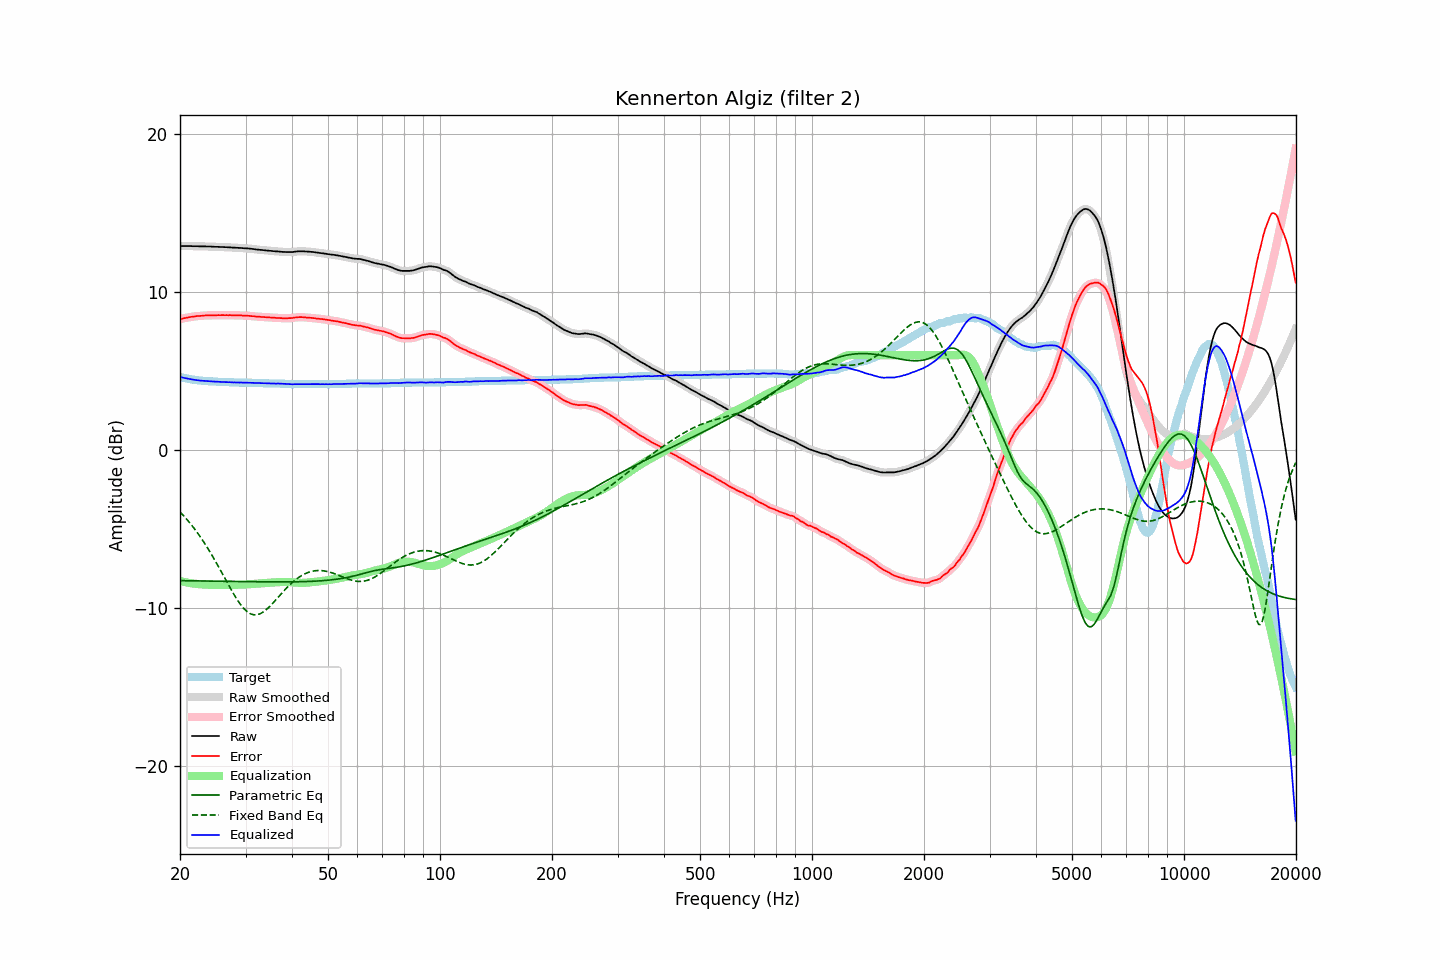 Kennerton Algiz (filter 2)
Amplitude (dBr)
20
10
0
−10
−20
Target
Raw Smoothed
Error Smoothed
Raw
Error
Equalization
Parametric Eq
Fixed Band Eq
Equalized
20 50 100 200 500 1000 2000 5000 10000 20000
Frequency (Hz)